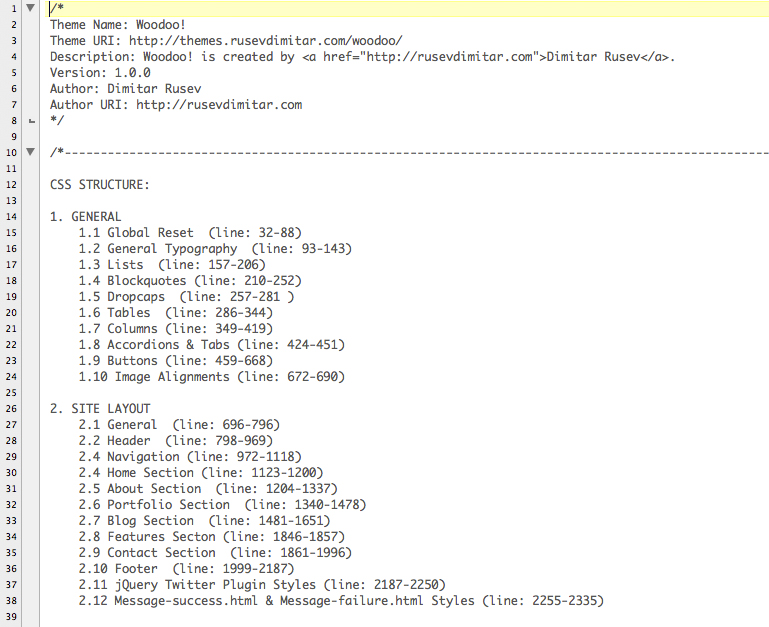 1 /*
2 Theme Name: Woodoo!
3 Theme URI: http://themes.rusevdimitar.com/woodoo/
4 Description: Woodoo! is created by <a href="http://rusevdimitar.com">Dimitar Rusev</a>.
5 Version: 1.0.0
6 Author: Dimitar Rusev
7 Author URI: http://rusevdimitar.com
8 */
9
10 /*----------------------------------------------------------------------------------------------------
11
12 CSS STRUCTURE:
13
14 1. GENERAL
15 1.1 Global Reset  (line: 32-88)
16 1.2 General Typography  (line: 93-143)
17 1.3 Lists  (line: 157-206)
18 1.4 Blockquotes (line: 210-252)
19 1.5 Dropcaps  (line: 257-281 )
20 1.6 Tables  (line: 286-344)
21 1.7 Columns (line: 349-419)
22 1.8 Accordions & Tabs (line: 424-451)
23 1.9 Buttons (line: 459-668)
24 1.10 Image Alignments (line: 672-690)
25
26 2. SITE LAYOUT
27 2.1 General  (line: 696-796)
28 2.2 Header  (line: 798-969)
29 2.4 Navigation (line: 972-1118)
30 2.4 Home Section (line: 1123-1200)
31 2.5 About Section  (line: 1204-1337)
32 2.6 Portfolio Section  (line: 1340-1478)
33 2.7 Blog Section  (line: 1481-1651)
34 2.8 Features Secton (line: 1846-1857)
35 2.9 Contact Section  (line: 1861-1996)
36 2.10 Footer  (line: 1999-2187)
37 2.11 jQuery Twitter Plugin Styles (line: 2187-2250)
38 2.12 Message-success.html & Message-failure.html Styles (line: 2255-2335)
39